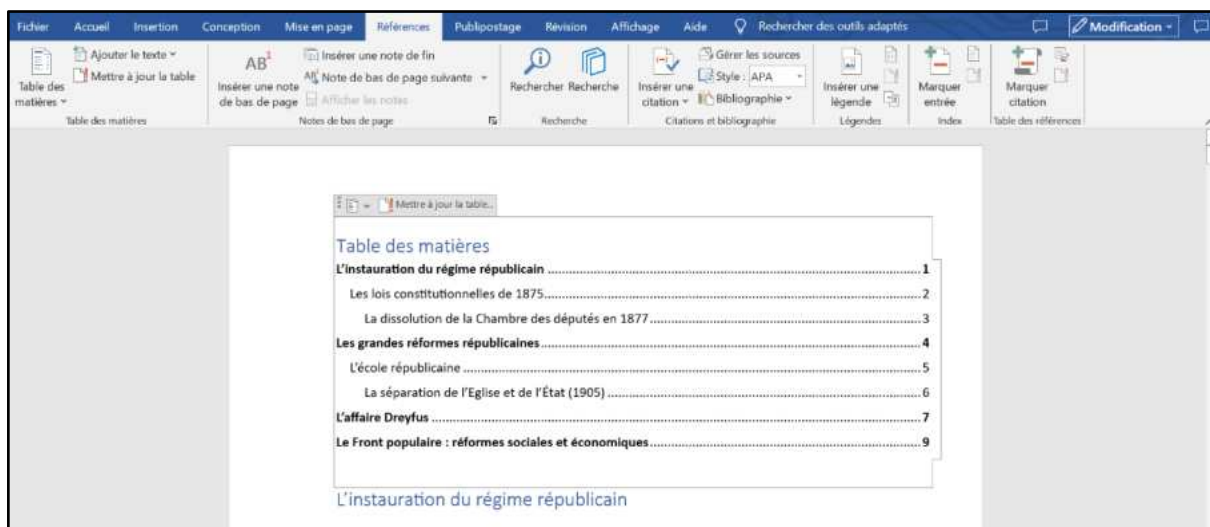 Fichier Accueil Insertion Conception Mise en page Références Publipostage Révision Affichage Aide Rechercher des outils adaptés Modification
Ajouter le texte
Mettre à jour la table
Table des matières
Table des matières
AB¹
Insérer une note de bas de page
Insérer une note de fin
Note de bas de page suivante
Afficher les notes
Notes de bas de page
Rechercher Recherche
Recherche
Insérer une citation
Gérer les sources
Style : APA
Bibliographie
Citations et bibliographie
Insérer une légende
Légendes
Marquer entrée
Index
Marquer citation
Table des références
Mettre à jour la table...
Table des matières
L'instauration du régime républicain 1
Les lois constitutionnelles de 1875 2
La dissolution de la Chambre des députés en 1877 3
Les grandes réformes républicaines 4
L'école républicaine 5
La séparation de l'Eglise et de l'État (1905) 6
L'affaire Dreyfus 7
Le Front populaire : réformes sociales et économiques 9
L'instauration du régime républicain